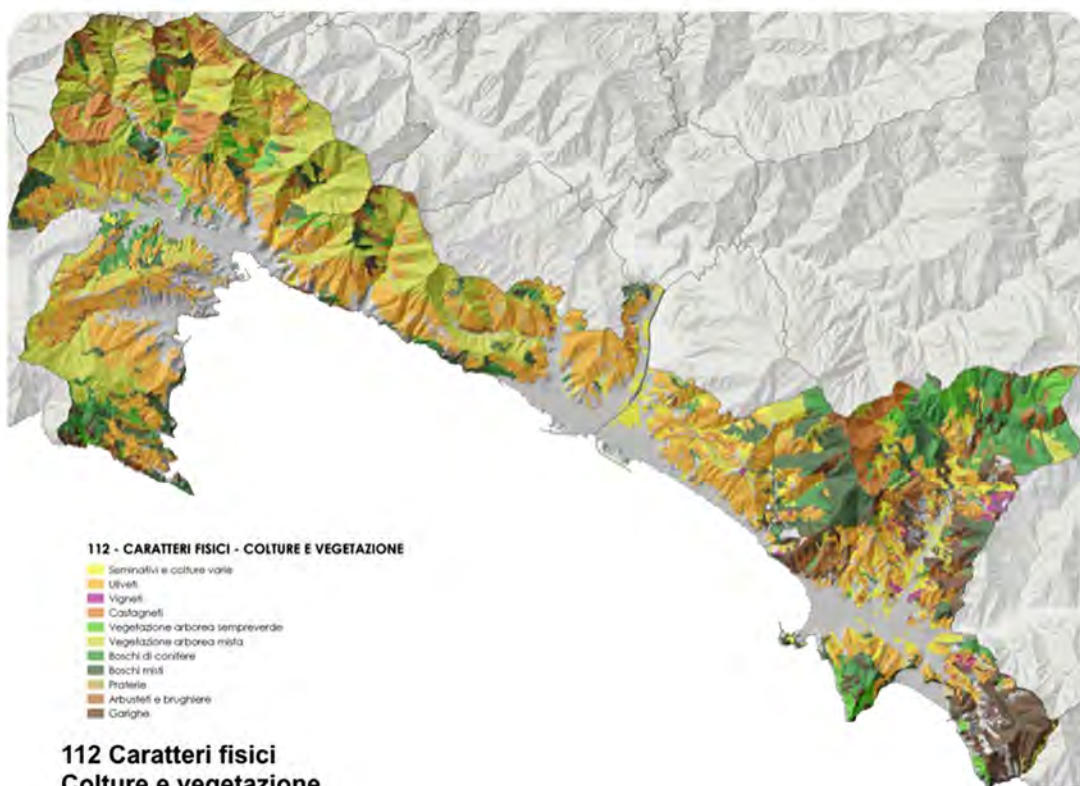 112 - CARATTERI FISICI - COLTURE E VEGETAZIONE
Seminativi e colture varie
Uliveti
Vigneti
Castagneti
Vegetazione arborea sempreverde
Vegetazione arborea mista
Boschi di conifere
Boschi misti
Praterie
Arbusteti e brughiere
Garighe
112 Caratteri fisici
Colture e vegetazione